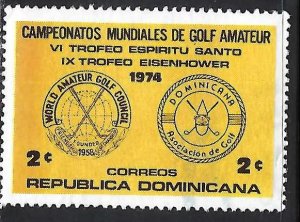 CAMPEONATOS MUNDIALES DE GOLF AMATEUR
VI TROFEO ESPIRITU SANTO
IX TROFEO EISENHOWER
1974
WORLD AMATEUR GOLF COUNCIL
1958
DOMINICANA
Asociacion de Golf
2¢
2¢
CORREOS
REPUBLICA DOMINICANA